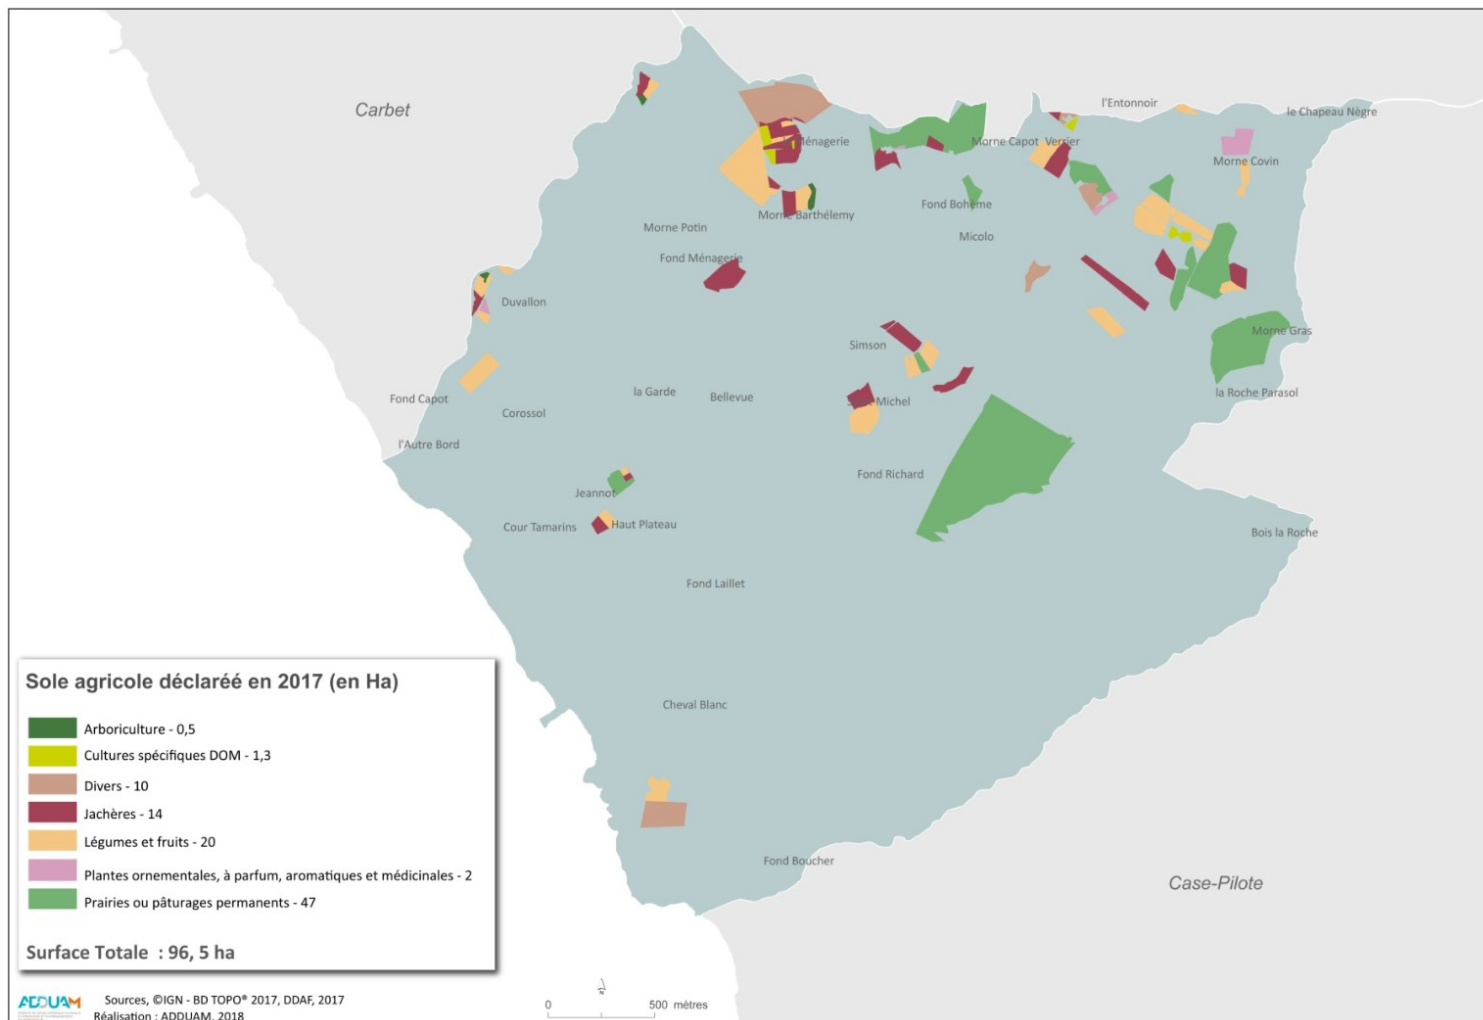 Carbet
l'Entonnoir
le Chapeau Nègre
Ménagerie
Morne Capot
Verrier
Morne Covin
Fond Bohème
Morne Barthélemy
Morne Potin
Micolo
Fond Ménagerie
Duvallon
Morne Gras
Simson
la Garde
Bellevue
Michel
la Roche Parasol
Fond Capot
Corossol
l'Autre Bord
Fond Richard
Jeannot
Cour Tamarins
Haut Plateau
Bois la Roche
Fond Laillet
Cheval Blanc
Fond Boucher
Case-Pilote
Sole agricole déclaréé en 2017 (en Ha)
Arboriculture - 0,5
Cultures spécifiques DOM - 1,3
Divers - 10
Jachères - 14
Légumes et fruits - 20
Plantes ornementales, à parfum, aromatiques et médicinales - 2
Prairies ou pâturages permanents - 47
Surface Totale : 96, 5 ha
ADDUAM
Sources, ©IGN - BD TOPO® 2017, DDAF, 2017
Réalisation : ADDUAM, 2018
0 500 mètres